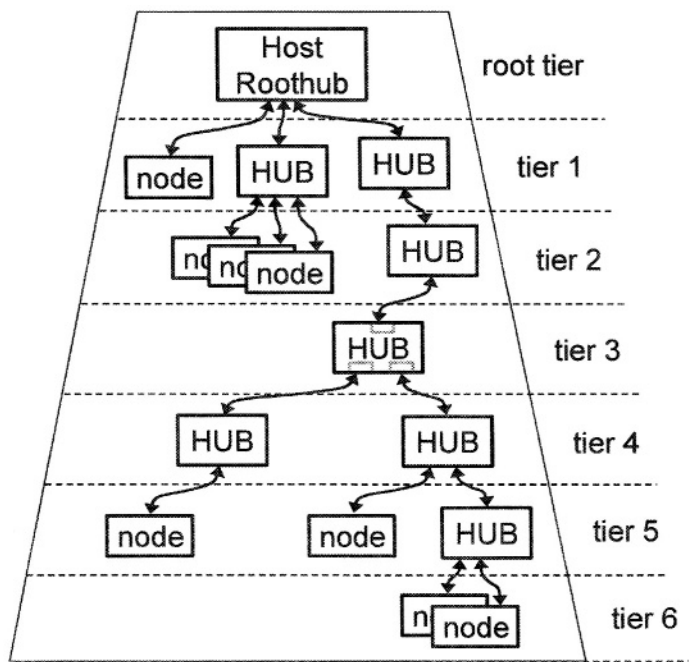 Host
Roothub
root tier
node
HUB
HUB
tier 1
node
HUB
tier 2
HUB
tier 3
HUB
HUB
tier 4
node
node
HUB
tier 5
node
tier 6